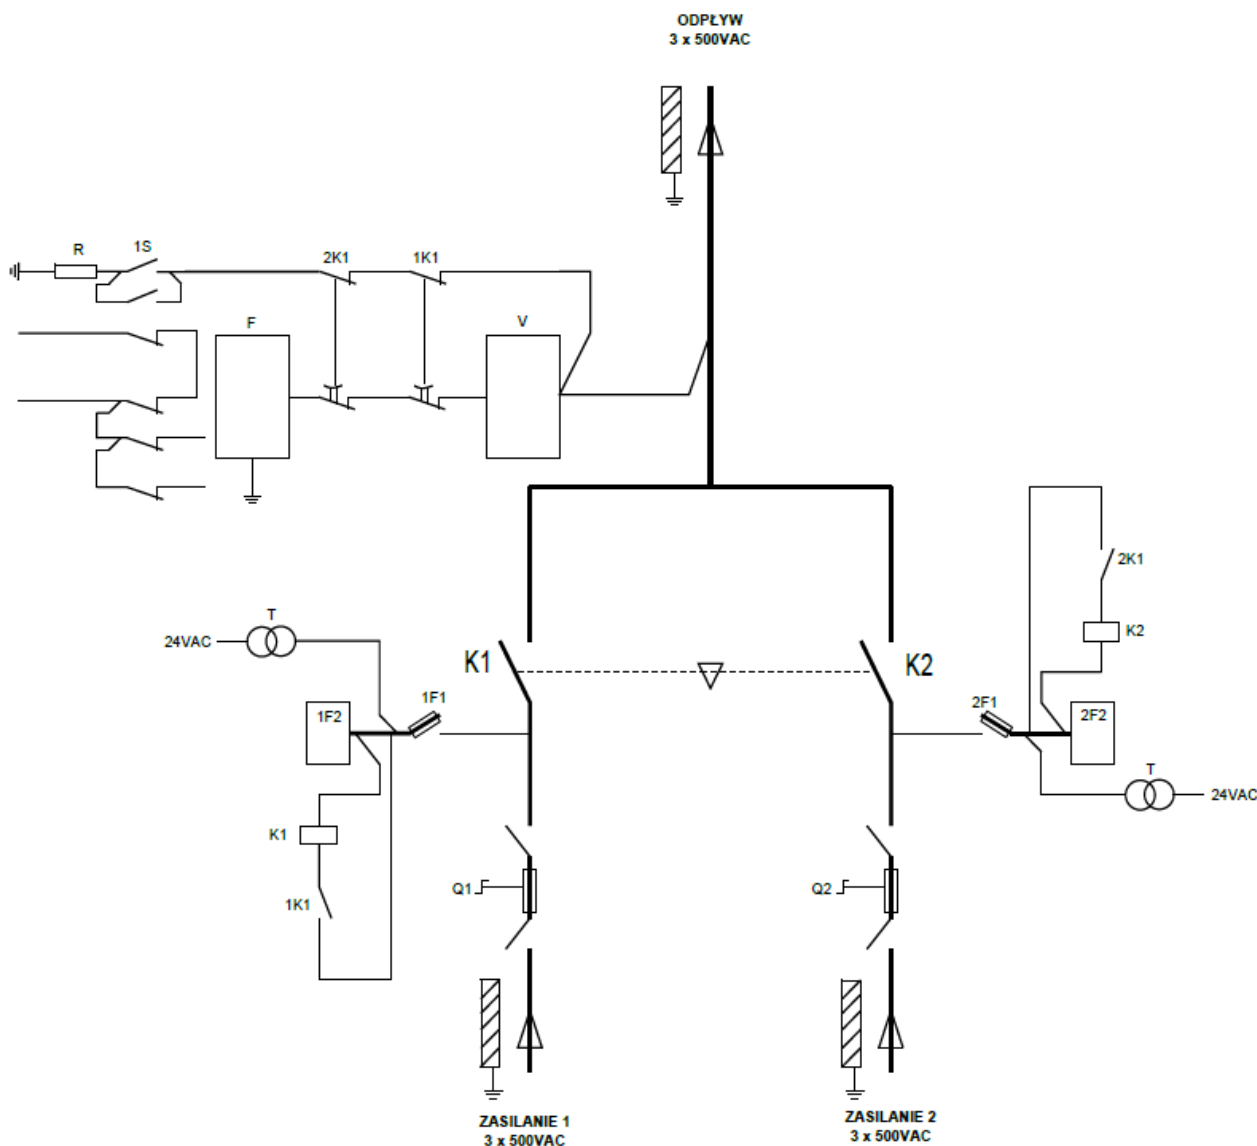 ODPŁYW
3 x 500VAC
R
1S
2K1
1K1
F
V
2K1
T
24VAC
K2
K1
K2
1F1
2F1
1F2
2F2
T
24VAC
K1
Q1
Q2
1K1
ZASILANIE 1
3 x 500VAC
ZASILANIE 2
3 x 500VAC